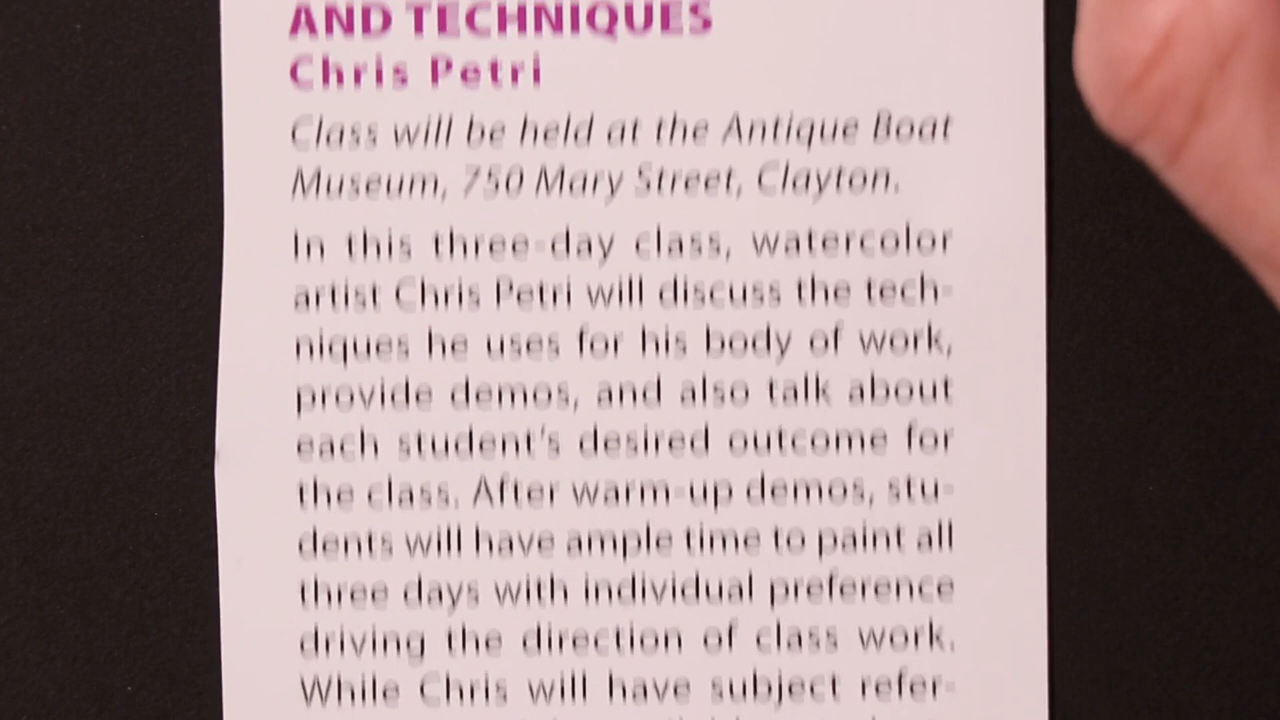 AND TECHNIQUES
Chris Petri
Class will be held at the Antique Boat
Museum, 750 Mary Street, Clayton.
In this three-day class, watercolor
artist Chris Petri will discuss the tech-
niques he uses for his body of work,
provide demos, and also talk about
each student's desired outcome for
the class. After warm-up demos, stu-
dents will have ample time to paint all
three days with individual preference
driving the direction of class work.
While Chris will have subject refer-